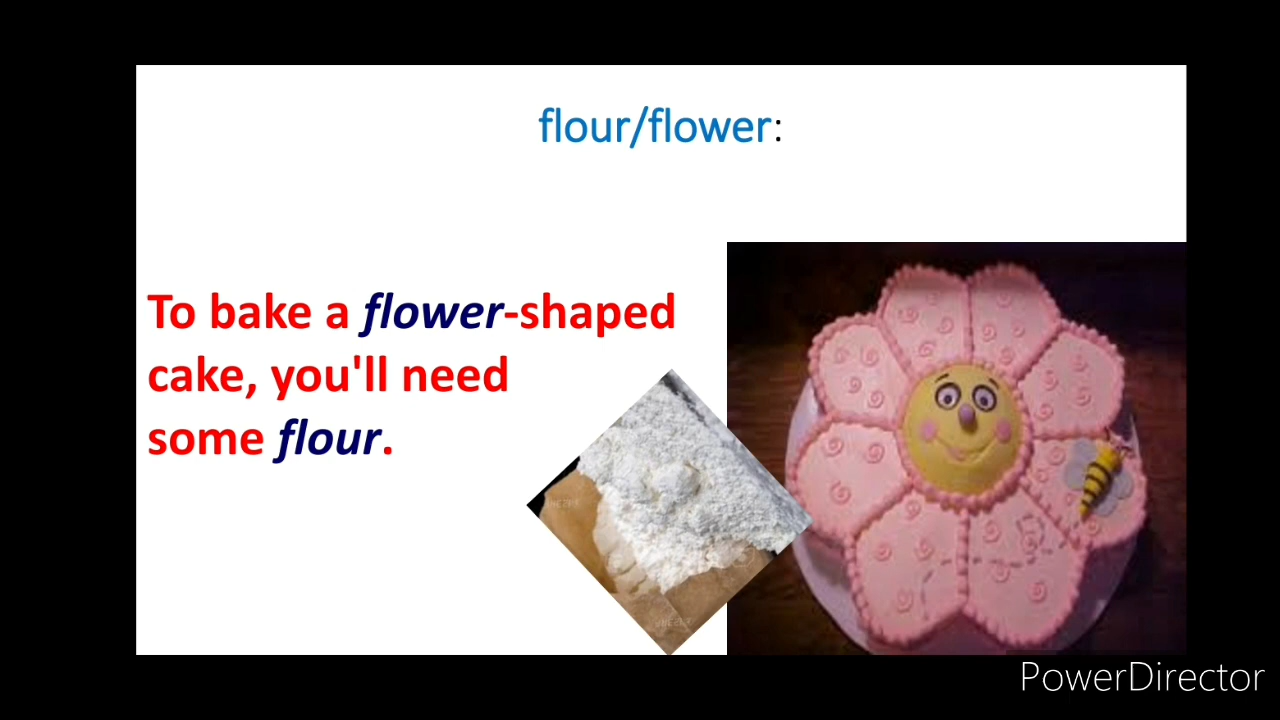 flour/flower:
To bake a flower-shaped
cake, you'll need
some flour.
PowerDirector